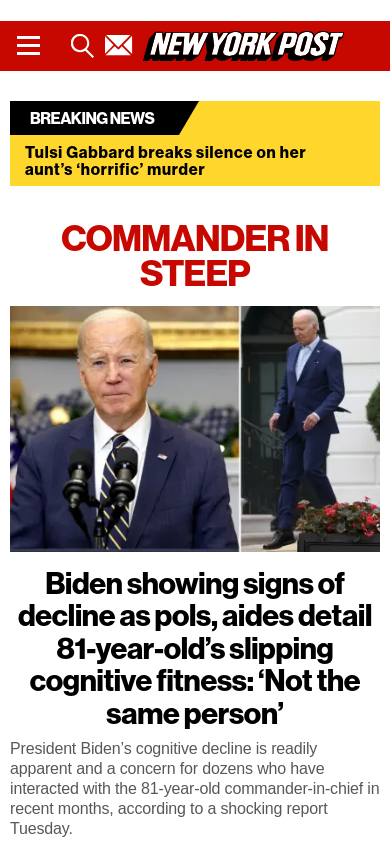 NEW YORK POST
BREAKING NEWS
Tulsi Gabbard breaks silence on her
aunt’s ‘horrific’ murder
COMMANDER IN
STEEP
Biden showing signs of
decline as pols, aides detail
81-year-old’s slipping
cognitive fitness: ‘Not the
same person’
President Biden’s cognitive decline is readily
apparent and a concern for dozens who have
interacted with the 81-year-old commander-in-chief in
recent months, according to a shocking report
Tuesday.